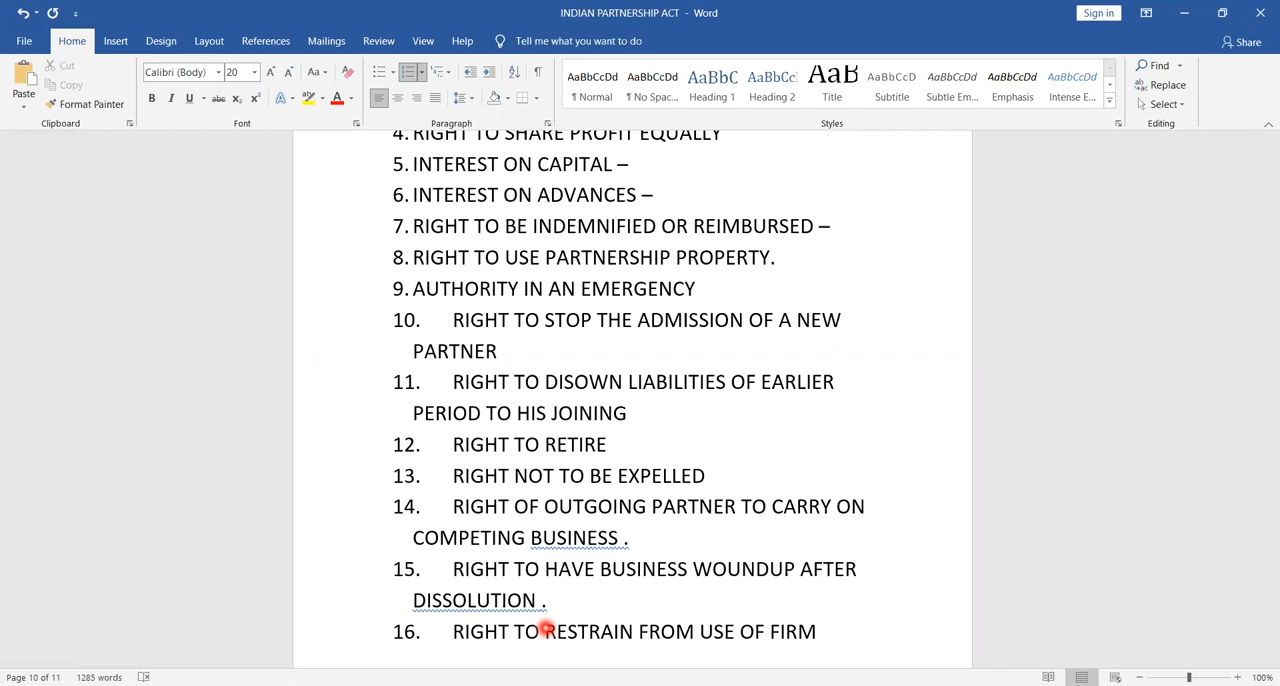 INDIAN PARTNERSHIP ACT - Word
Sign in
File Home Insert Design Layout References Mailings Review View Help Tell me what you want to do Share
Paste
Cut
Copy
Format Painter
Clipboard
Calibri (Body) 20 A A Aa
B I U abc x₂ x² A A
Font
Paragraph
AaBbCcDd AaBbCcDd AaBbC AaBbCc AaB AaBbCcD AaBbCcDd AaBbCcDd AaBbCcDd
¶ Normal ¶ No Spac... Heading 1 Heading 2 Title Subtitle Subtle Em... Emphasis Intense E...
Styles
Find
Replace
Select
Editing
4. RIGHT TO SHARE PROFIT EQUALLY
5. INTEREST ON CAPITAL –
6. INTEREST ON ADVANCES –
7. RIGHT TO BE INDEMNIFIED OR REIMBURSED –
8. RIGHT TO USE PARTNERSHIP PROPERTY.
9. AUTHORITY IN AN EMERGENCY
10. RIGHT TO STOP THE ADMISSION OF A NEW
PARTNER
11. RIGHT TO DISOWN LIABILITIES OF EARLIER
PERIOD TO HIS JOINING
12. RIGHT TO RETIRE
13. RIGHT NOT TO BE EXPELLED
14. RIGHT OF OUTGOING PARTNER TO CARRY ON
COMPETING BUSINESS .
15. RIGHT TO HAVE BUSINESS WOUNDUP AFTER
DISSOLUTION .
16. RIGHT TO RESTRAIN FROM USE OF FIRM
Page 10 of 11 1285 words 100%